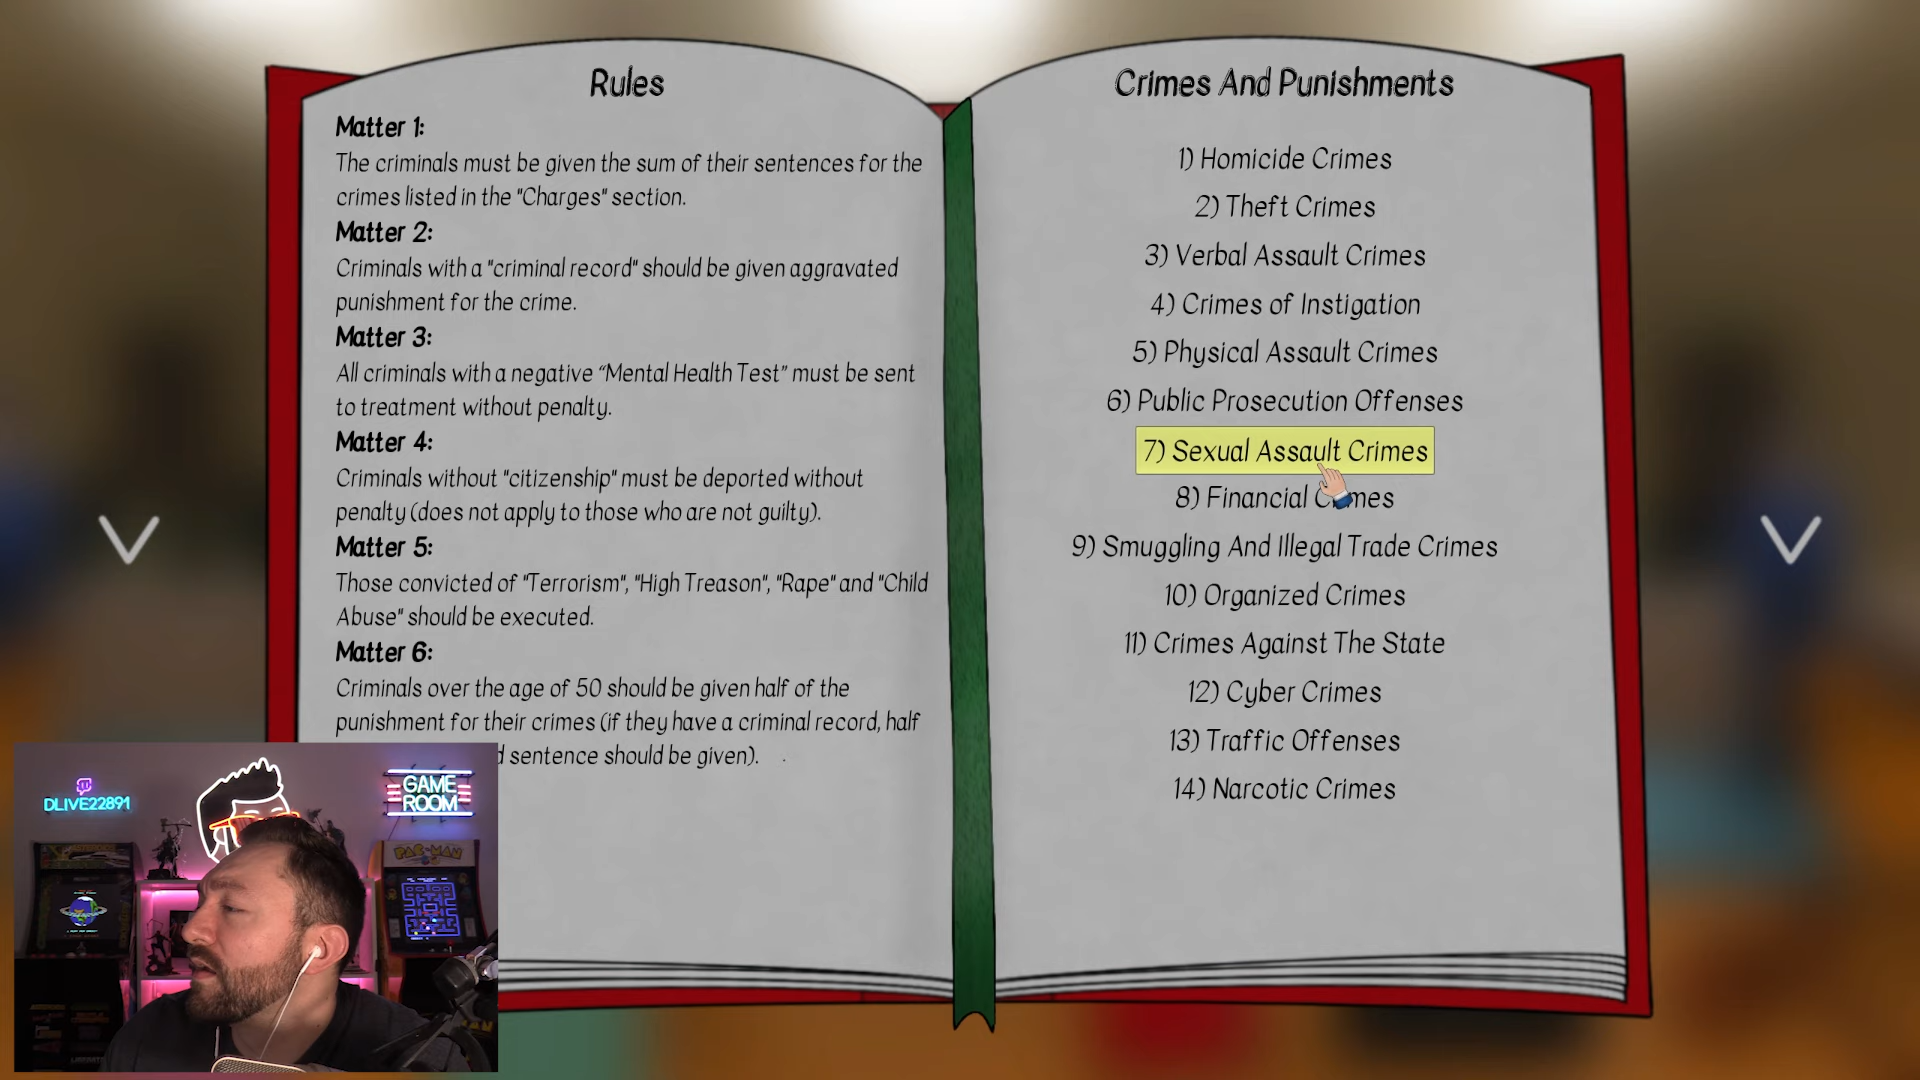 Rules
Matter 1:
The criminals must be given the sum of their sentences for the
crimes listed in the "Charges" section.
Matter 2:
Criminals with a "criminal record" should be given aggravated
punishment for the crime.
Matter 3:
All criminals with a negative “Mental Health Test” must be sent
to treatment without penalty.
Matter 4:
Criminals without "citizenship" must be deported without
penalty (does not apply to those who are not guilty).
Matter 5:
Those convicted of "Terrorism", "High Treason", "Rape" and "Child
Abuse" should be executed.
Matter 6:
Criminals over the age of 50 should be given half of the
punishment for their crimes (if they have a criminal record, half
sentence should be given).
Crimes And Punishments
1) Homicide Crimes
2) Theft Crimes
3) Verbal Assault Crimes
4) Crimes of Instigation
5) Physical Assault Crimes
6) Public Prosecution Offenses
7) Sexual Assault Crimes
8) Financial Crimes
9) Smuggling And Illegal Trade Crimes
10) Organized Crimes
11) Crimes Against The State
12) Cyber Crimes
13) Traffic Offenses
14) Narcotic Crimes
DLIVE22891
GAME
ROOM
PAC-MAN